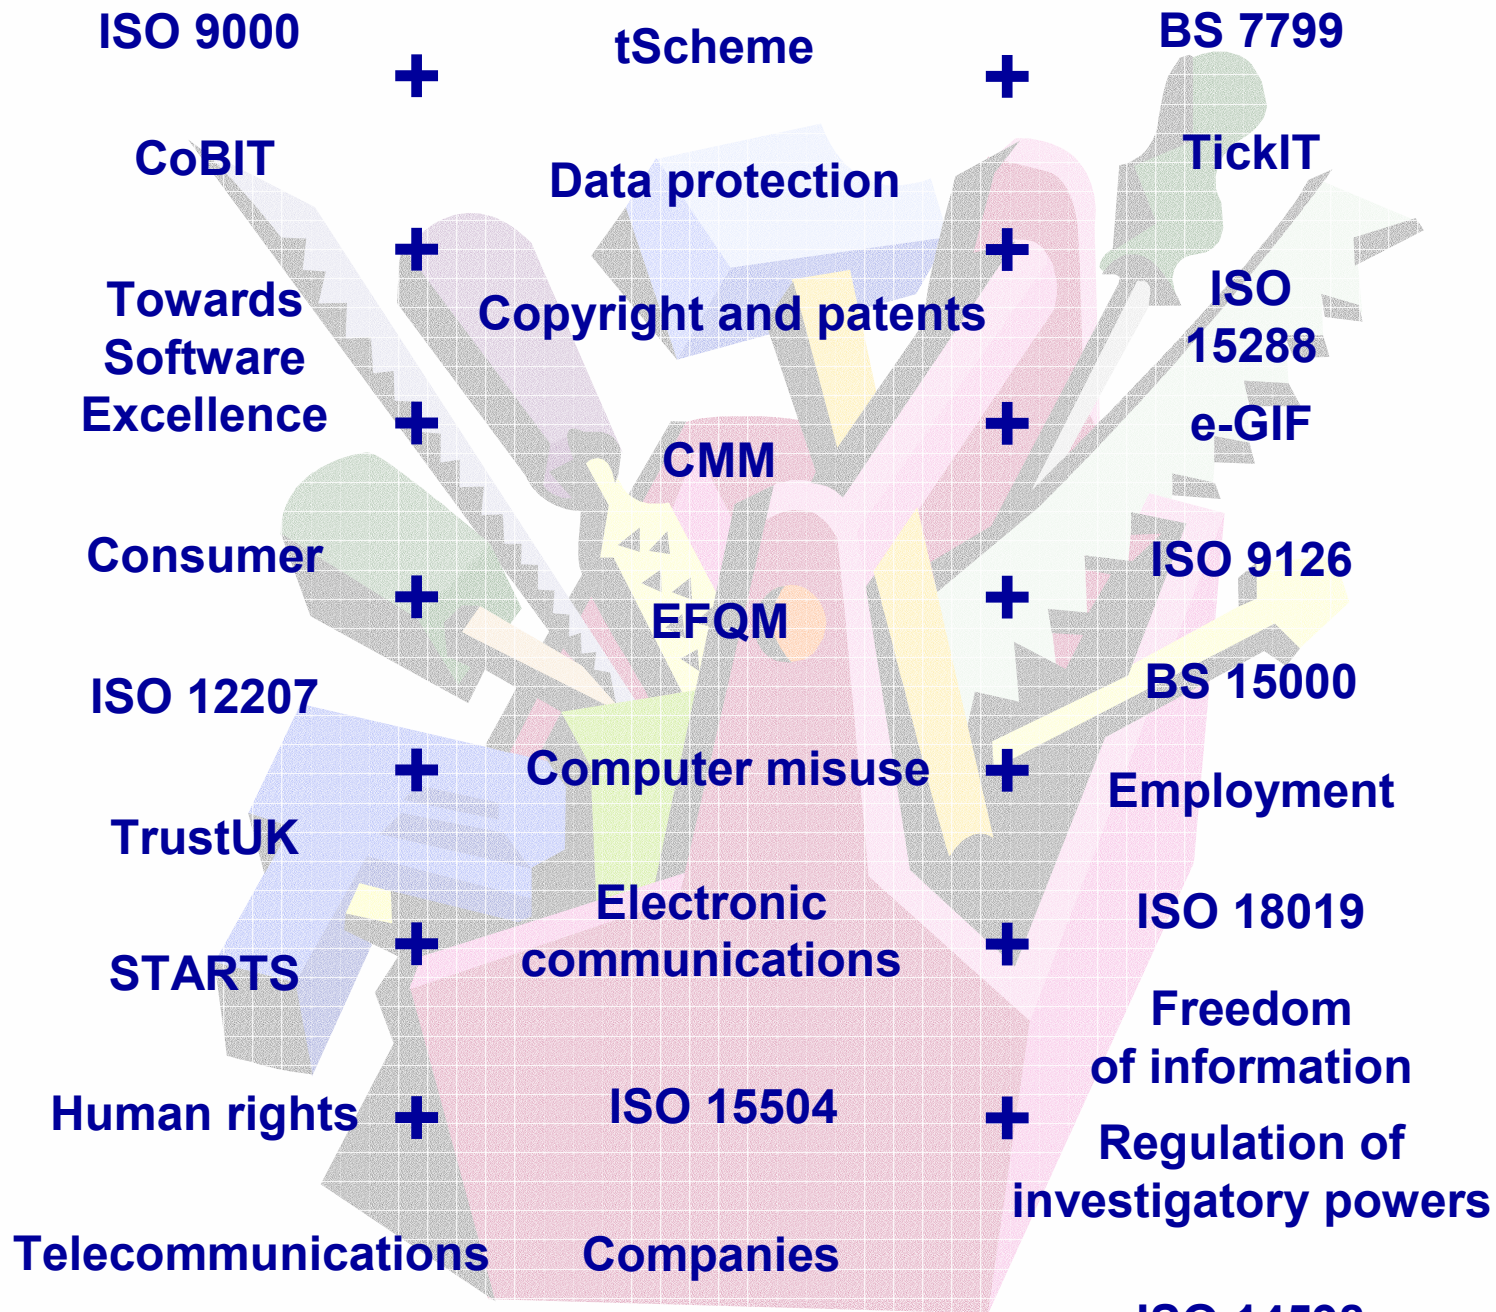 ISO 9000
+
tScheme
+
BS 7799
CoBIT
Data protection
TickIT
+
+
Towards
Software
Excellence
Copyright and patents
ISO
15288
+
+
e-GIF
CMM
Consumer
ISO 9126
+
+
EFQM
ISO 12207
BS 15000
+
Computer misuse
+
Employment
TrustUK
Electronic
communications
ISO 18019
+
+
STARTS
Freedom
of information
Human rights
+
ISO 15504
+
Regulation of
investigatory powers
Telecommunications
Companies
ISO